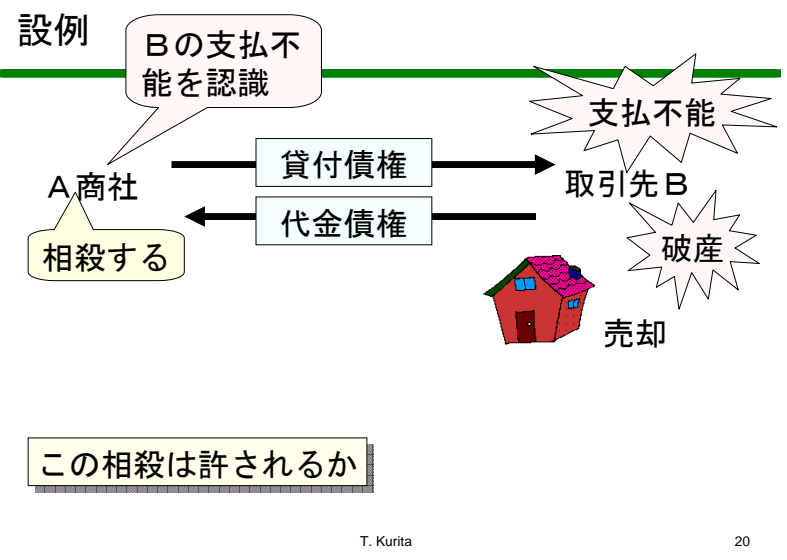 設例
Ｂの支払不
能を認識
支払不能
貸付債権
Ａ商社
取引先Ｂ
代金債権
相殺する
破産
売却
この相殺は許されるか
T. Kurita
20